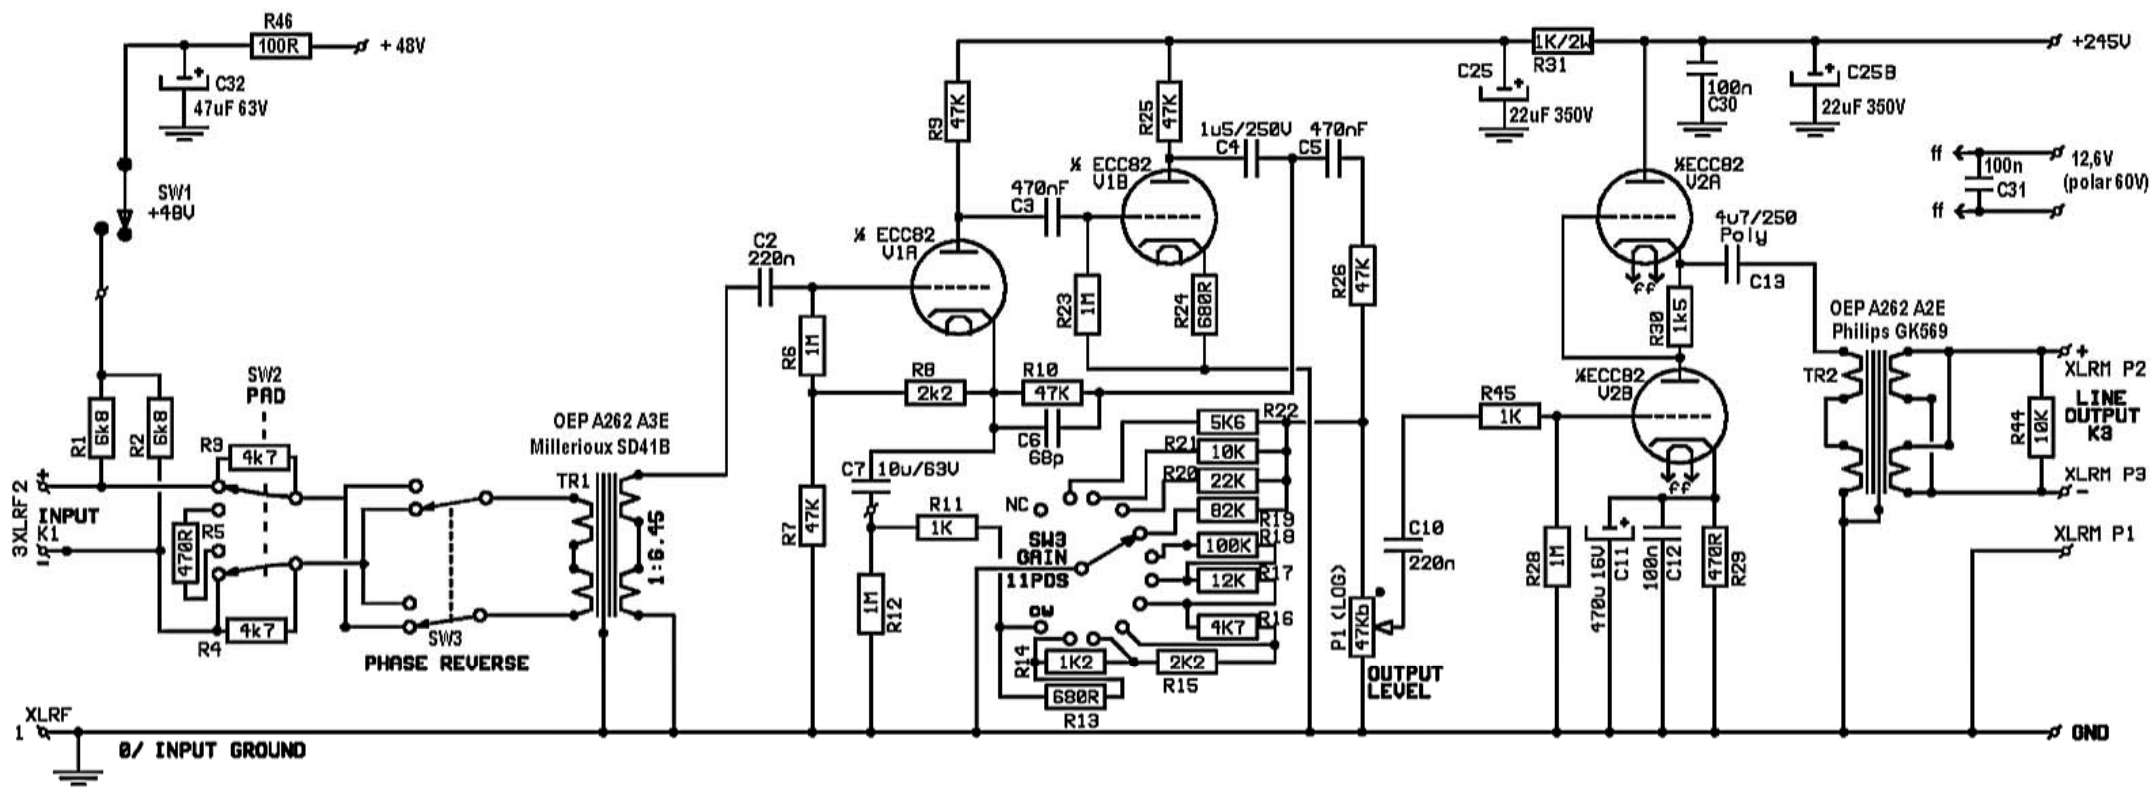 R46
100R
+ 48V
C32
47uF 63V
SW1
+48V
R1
6k8
R2
6k8
SW2
PAD
R3
4k7
R5
470R
R4
4k7
3 XLRF 2
+
INPUT
K1
-
SW3
PHASE REVERSE
OEP A262 A3E
Millerioux SD41B
TR1
1:6.45
XLRF
1
0/ INPUT GROUND
C2
220n
R6
1M
R7
47K
R8
2k2
R9
47K
½ ECC82
V1A
470nF
C3
R10
47K
C6
68p
C7 10u/63V
R11
1K
R12
1M
R23
1M
½ ECC82
V1B
R24
680R
R25
47K
1u5/250V
C4
470nF
C5
R26
47K
NC
SW3
GAIN
11POS
0W
5K6
R22
R21
10K
R20
22K
82K
R19
100K
R18
12K
R17
4K7
R16
R14
1K2
2K2
R15
680R
R13
P1 (LOG)
47Kb
OUTPUT
LEVEL
C10
220n
R45
1K
R28
1M
470u 16V
C11
100n
C12
470R
R29
C25
22uF 350V
1K/2W
R31
100n
C30
C25B
22uF 350V
+245V
½ECC82
V2A
ff
4u7/250
Poly
C13
R30
1k5
½ECC82
V2B
ff
ff
100n
C31
ff
12,6V
(polar 60V)
OEP A262 A2E
Philips GK569
TR2
R44
10K
+
XLRM P2
LINE
OUTPUT
K3
XLRM P3
-
XLRM P1
GND